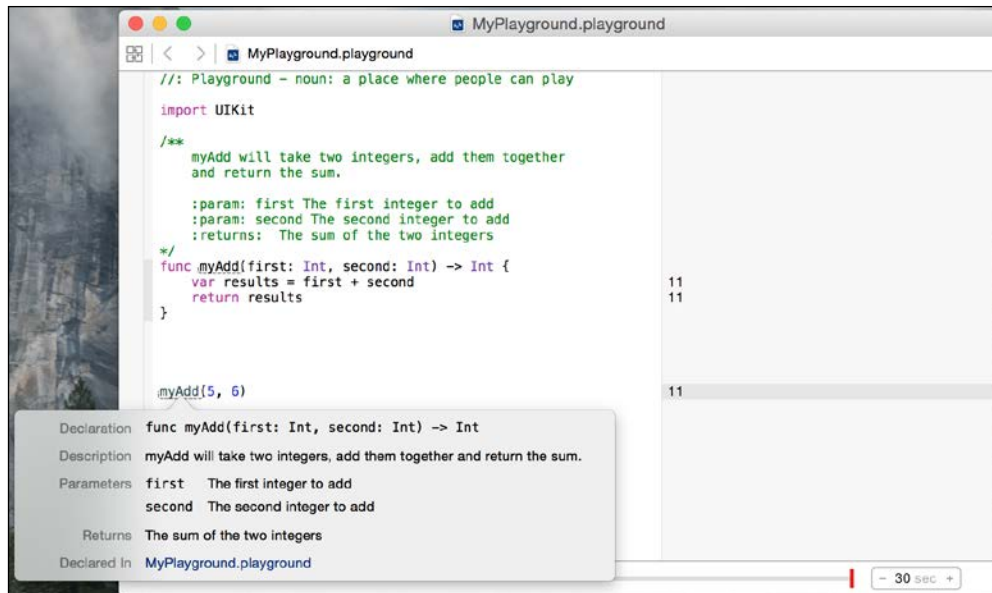 MyPlayground.playground
MyPlayground.playground
//: Playground – noun: a place where people can play
import UIKit
/**
myAdd will take two integers, add them together
and return the sum.
:param: first The first integer to add
:param: second The second integer to add
:returns: The sum of the two integers
*/
func myAdd(first: Int, second: Int) -> Int {
var results = first + second 11
return results 11
}
myAdd(5, 6) 11
Declaration func myAdd(first: Int, second: Int) -> Int
Description myAdd will take two integers, add them together and return the sum.
Parameters first The first integer to add
second The second integer to add
Returns The sum of the two integers
Declared In MyPlayground.playground
- 30 sec +